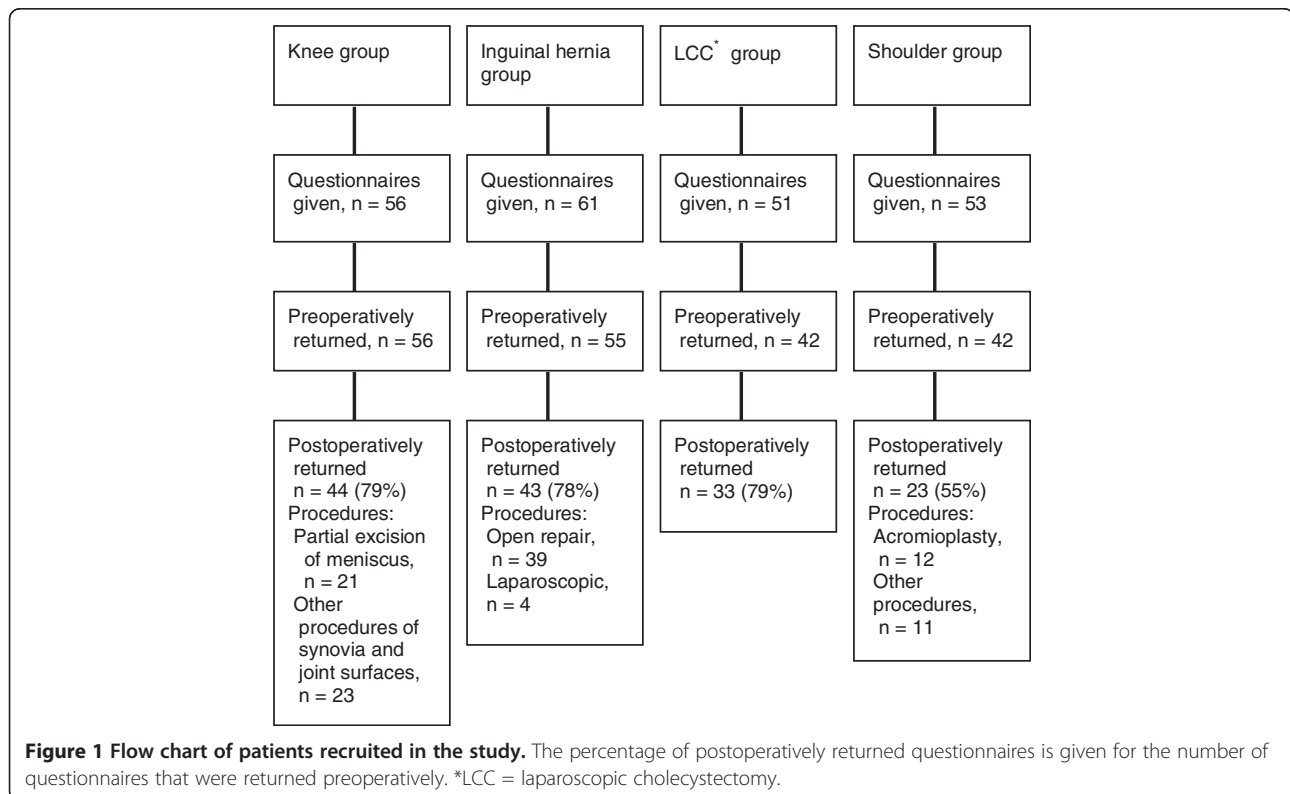 Knee group
Inguinal hernia
group
LCC* group
Shoulder group
Questionnaires
given, n = 56
Questionnaires
given, n = 61
Questionnaires
given, n = 51
Questionnaires
given, n = 53
Preoperatively
returned, n = 56
Preoperatively
returned, n = 55
Preoperatively
returned, n = 42
Preoperatively
returned, n = 42
Postoperatively
returned
n = 44 (79%)
Procedures:
Partial excision
of meniscus,
n = 21
Other
procedures of
synovia and
joint surfaces,
n = 23
Postoperatively
returned
n = 43 (78%)
Procedures:
Open repair,
n = 39
Laparoscopic,
n = 4
Postoperatively
returned
n = 33 (79%)
Postoperatively
returned
n = 23 (55%)
Procedures:
Acromioplasty,
n = 12
Other
procedures,
n = 11
Figure 1 Flow chart of patients recruited in the study. The percentage of postoperatively returned questionnaires is given for the number of
questionnaires that were returned preoperatively. *LCC = laparoscopic cholecystectomy.